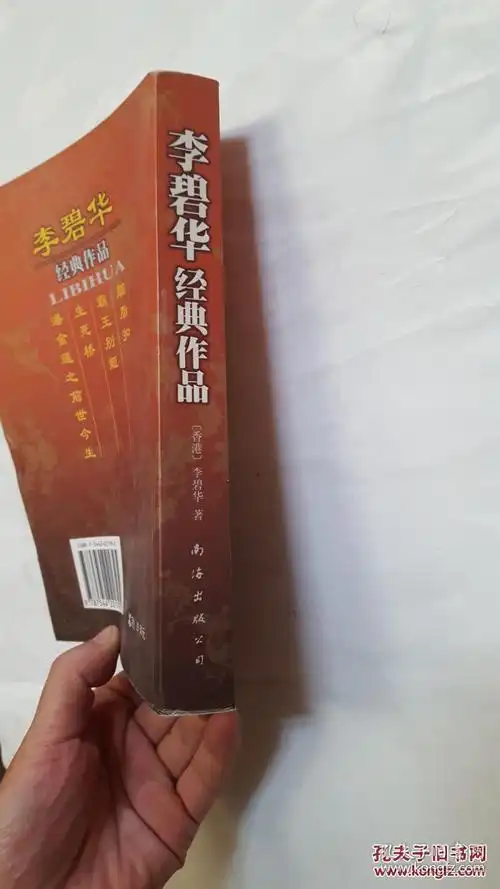 李碧华 经典作品
[香港] 李碧华 著
南海出版公司
李碧华
经典作品
LIBIHUA
胭脂扣
霸王别姬
生死桥
潘金莲之前世今生
孔夫子旧书网
www.kongfz.com